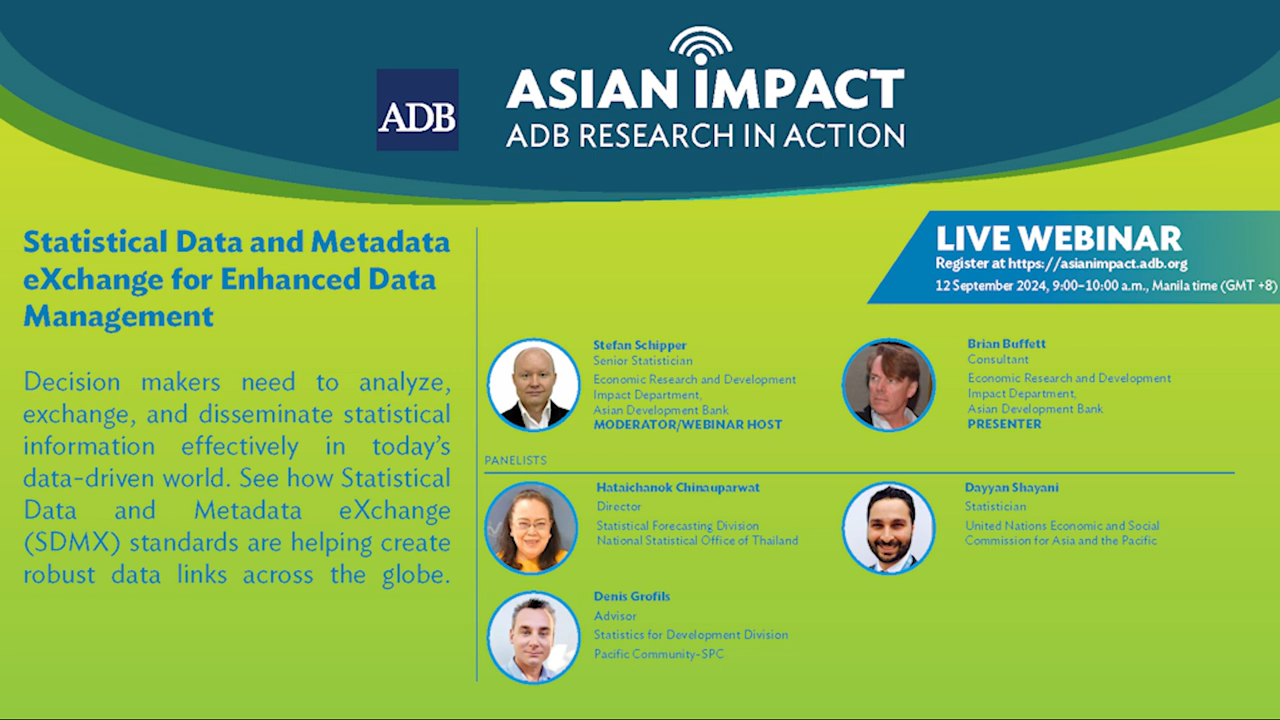 ADB
ASIAN IMPACT
ADB RESEARCH IN ACTION
Statistical Data and Metadata
eXchange for Enhanced Data
Management
Decision makers need to analyze,
exchange, and disseminate statistical
information effectively in today's
data-driven world. See how Statistical
Data and Metadata eXchange
(SDMX) standards are helping create
robust data links across the globe.
LIVE WEBINAR
Register at https://asianimpact.adb.org
12 September 2024, 9:00–10:00 a.m., Manila time (GMT +8)
Stefan Schipper
Senior Statistician
Economic Research and Development
Impact Department,
Asian Development Bank
MODERATOR/WEBINAR HOST
Brian Buffett
Consultant
Economic Research and Development
Impact Department,
Asian Development Bank
PRESENTER
PANELISTS
Hataichanok Chinauparwat
Director
Statistical Forecasting Division
National Statistical Office of Thailand
Dayyan Shayani
Statistician
United Nations Economic and Social
Commission for Asia and the Pacific
Denis Grofils
Advisor
Statistics for Development Division
Pacific Community-SPC